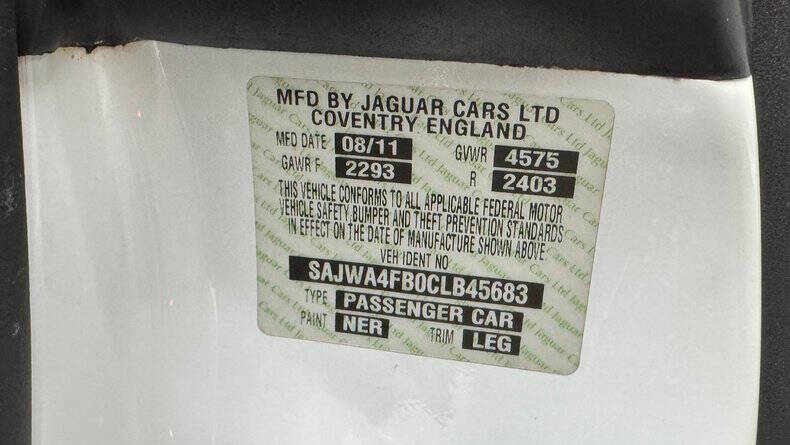 MFD BY JAGUAR CARS LTD
COVENTRY ENGLAND
MFD DATE 08/11 GVWR 4575
GAWR F 2293 R 2403
THIS VEHICLE CONFORMS TO ALL APPLICABLE FEDERAL MOTOR
VEHICLE SAFETY, BUMPER AND THEFT PREVENTION STANDARDS
IN EFFECT ON THE DATE OF MANUFACTURE SHOWN ABOVE.
VEH IDENT NO
SAJWA4FB0CLB45683
TYPE PASSENGER CAR
PAINT NER TRIM LEG